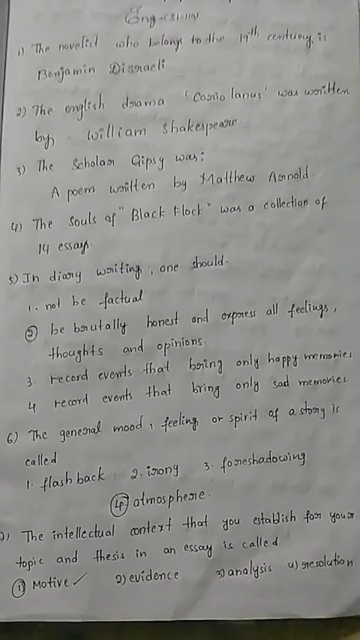 Eng -
1) The novelist who belongs to the 19th century is
Benjamin Disraeli
2) The english drama 'Coriolanus' was written
by William Shakespeare
3) The Scholar Gipsy was:
A poem written by Matthew Arnold
4) The Souls of "Black Flock" was a collection of
14 essays.
5) In diary writing, one should.
1. not be factual
② be brutally honest and express all feelings,
thoughts and opinions.
3 record events that bring only happy memories
4 record events that bring only sad memories.
6) The general mood, feeling or spirit of a story is
called
1. flash back 2. irony 3. foreshadowing
④ atmosphere.
The intellectual context that you establish for your
topic and thesis in an essay is called
① Motive ✓ 2) evidence 3) analysis 4) resolution